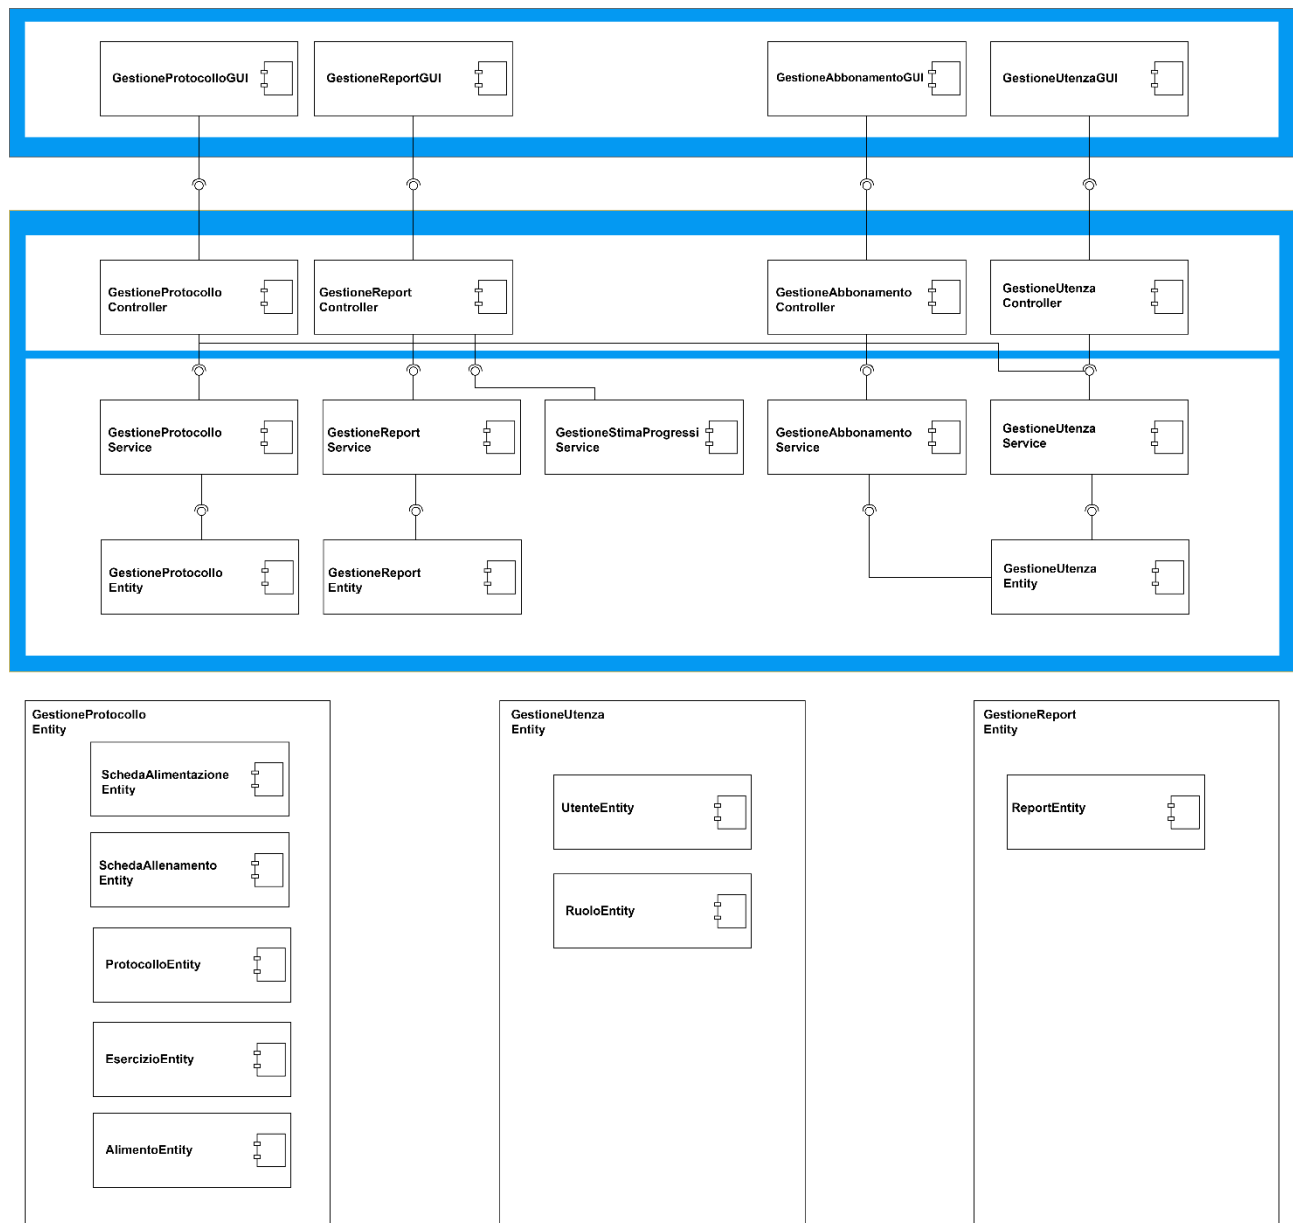 GestioneProtocolloGUI
GestioneReportGUI
GestioneAbbonamentoGUI
GestioneUtenzaGUI
GestioneProtocollo
Controller
GestioneReport
Controller
GestioneAbbonamento
Controller
GestioneUtenza
Controller
GestioneProtocollo
Service
GestioneReport
Service
GestioneStimaProgressi
Service
GestioneAbbonamento
Service
GestioneUtenza
Service
GestioneProtocollo
Entity
GestioneReport
Entity
GestioneUtenza
Entity
GestioneProtocollo
Entity
SchedaAlimentazione
Entity
SchedaAllenamento
Entity
ProtocolloEntity
EsercizioEntity
AlimentoEntity
GestioneUtenza
Entity
UtenteEntity
RuoloEntity
GestioneReport
Entity
ReportEntity